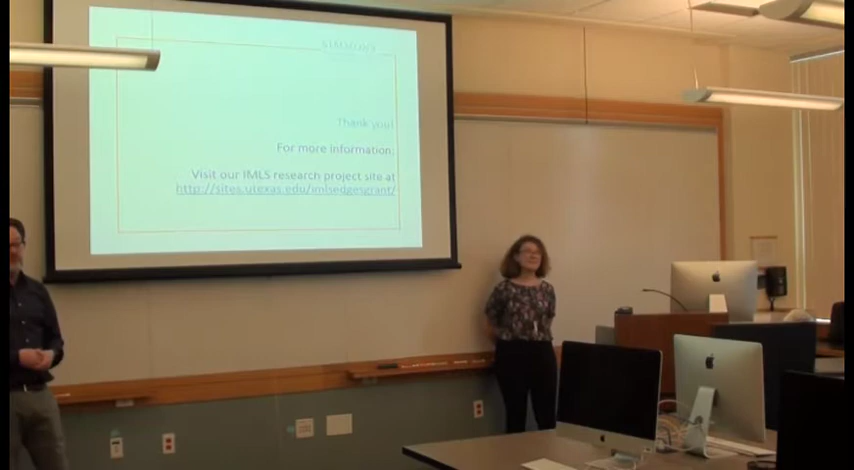 Thank you!
For more information:
Visit our IMLS research project site at
http://sites.utexas.edu/imlsedgesgrant/